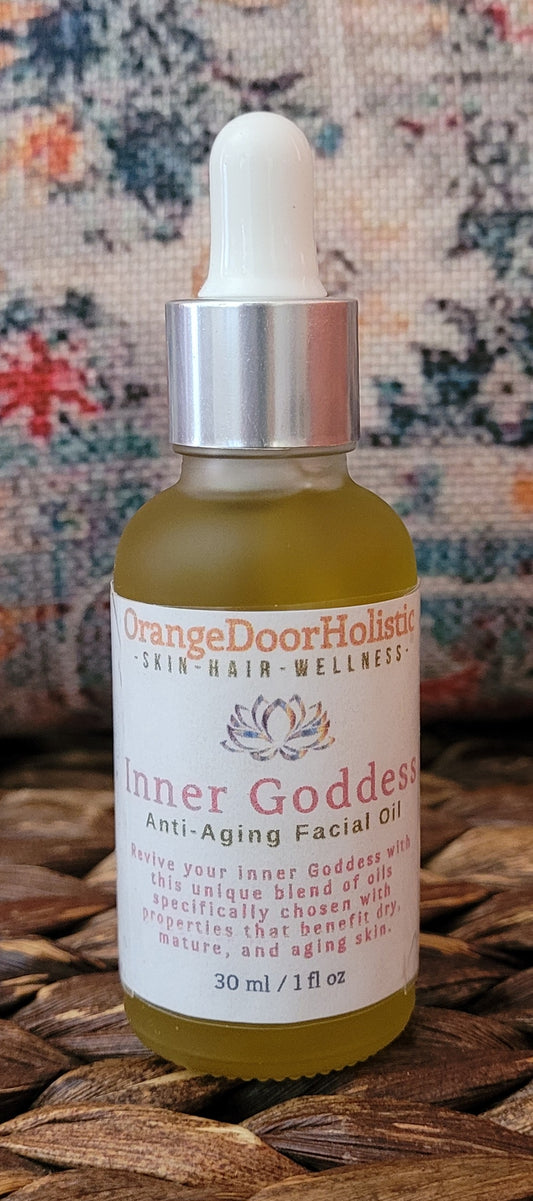 OrangeDoorHolistic
-SKIN-HAIR-WELLNESS-
Inner Goddess
Anti-Aging Facial Oil
Revive your inner Goddess with
this unique blend of oils
specifically chosen with
properties that benefit dry,
mature, and aging skin.
30 ml / 1 fl oz